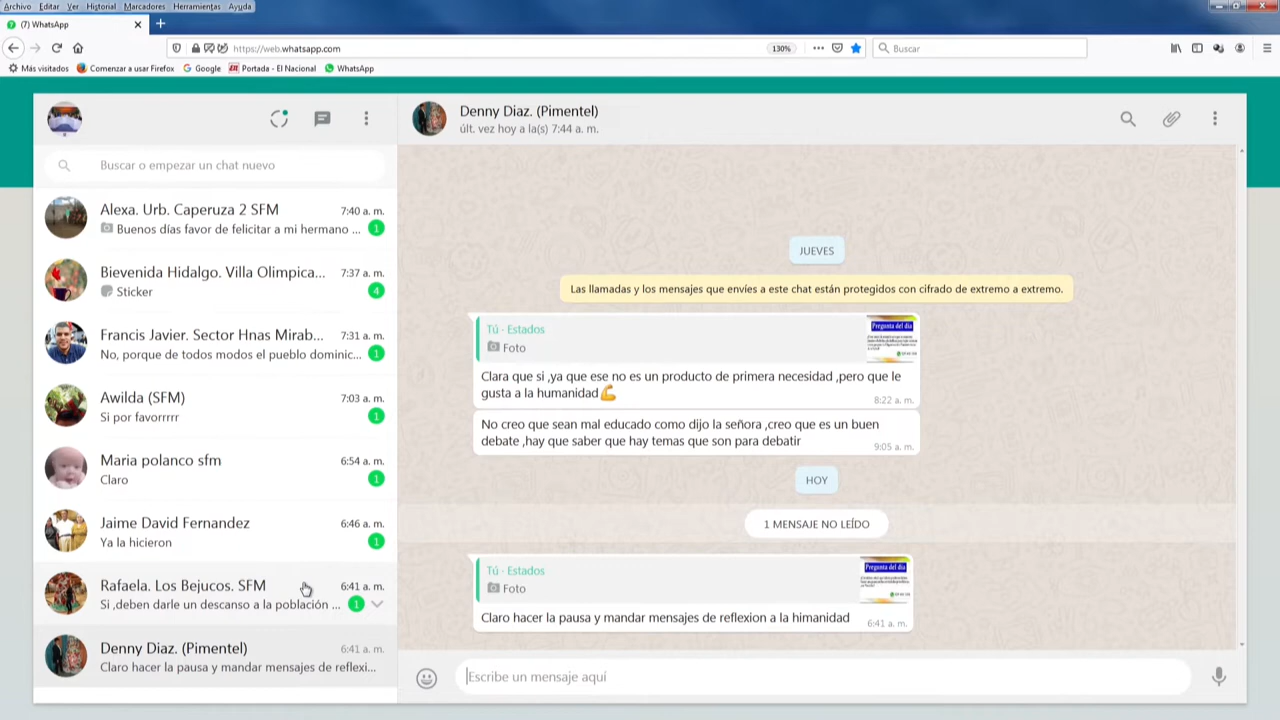 Archivo Editar Ver Historial Marcadores Herramientas Ayuda
(7) WhatsApp
https://web.whatsapp.com
130%
Buscar
Más visitados Comenzar a usar Firefox Google Portada - El Nacional WhatsApp
Denny Diaz. (Pimentel)
últ. vez hoy a la(s) 7:44 a. m.
Buscar o empezar un chat nuevo
Alexa. Urb. Caperuza 2 SFM 7:40 a. m.
Buenos días favor de felicitar a mi hermano ... 1
Bievenida Hidalgo. Villa Olimpica... 7:37 a. m.
Sticker 4
Francis Javier. Sector Hnas Mirab... 7:31 a. m.
No, porque de todos modos el pueblo dominic... 1
Awilda (SFM) 7:03 a. m.
Si por favorrrrr 1
Maria polanco sfm 6:54 a. m.
Claro 1
Jaime David Fernandez 6:46 a. m.
Ya la hicieron 1
Rafaela. Los Bejucos. SFM 6:41 a. m.
Si ,deben darle un descanso a la población ... 1
Denny Diaz. (Pimentel) 6:41 a. m.
Claro hacer la pausa y mandar mensajes de reflexi...
JUEVES
Las llamadas y los mensajes que envíes a este chat están protegidos con cifrado de extremo a extremo.
Tú · Estados
Foto
Pregunta del día
Clara que si ,ya que ese no es un producto de primera necesidad ,pero que le
gusta a la humanidad💪
8:22 a. m.
No creo que sean mal educado como dijo la señora ,creo que es un buen
debate ,hay que saber que hay temas que son para debatir
9:05 a. m.
HOY
1 MENSAJE NO LEÍDO
Tú · Estados
Foto
Pregunta del día
Claro hacer la pausa y mandar mensajes de reflexion a la himanidad
6:41 a. m.
Escribe un mensaje aquí